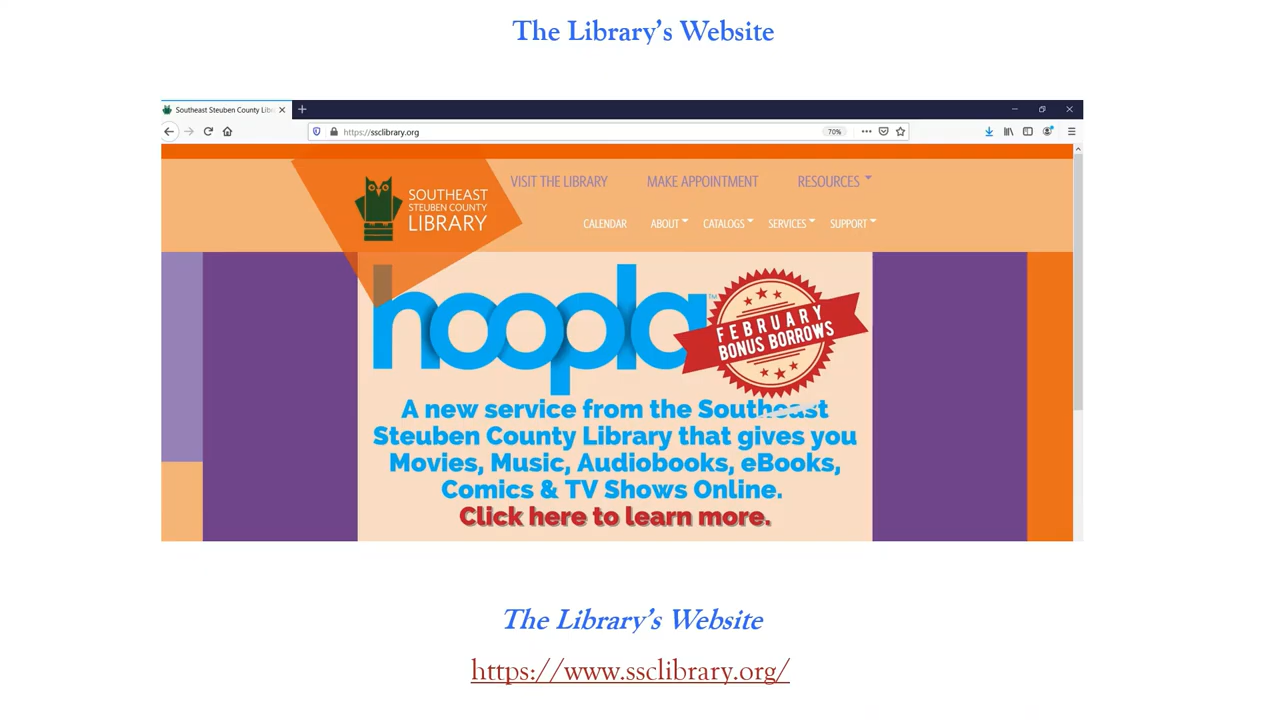 The Library’s Website
Southeast Steuben County Lib
https://ssclibrary.org
70%
SOUTHEAST
STEUBEN COUNTY
LIBRARY
VISIT THE LIBRARY MAKE APPOINTMENT RESOURCES
CALENDAR ABOUT CATALOGS SERVICES SUPPORT
hoopla™
FEBRUARY
BONUS BORROWS
A new service from the Southeast
Steuben County Library that gives you
Movies, Music, Audiobooks, eBooks,
Comics & TV Shows Online.
Click here to learn more.
The Library’s Website
https://www.ssclibrary.org/